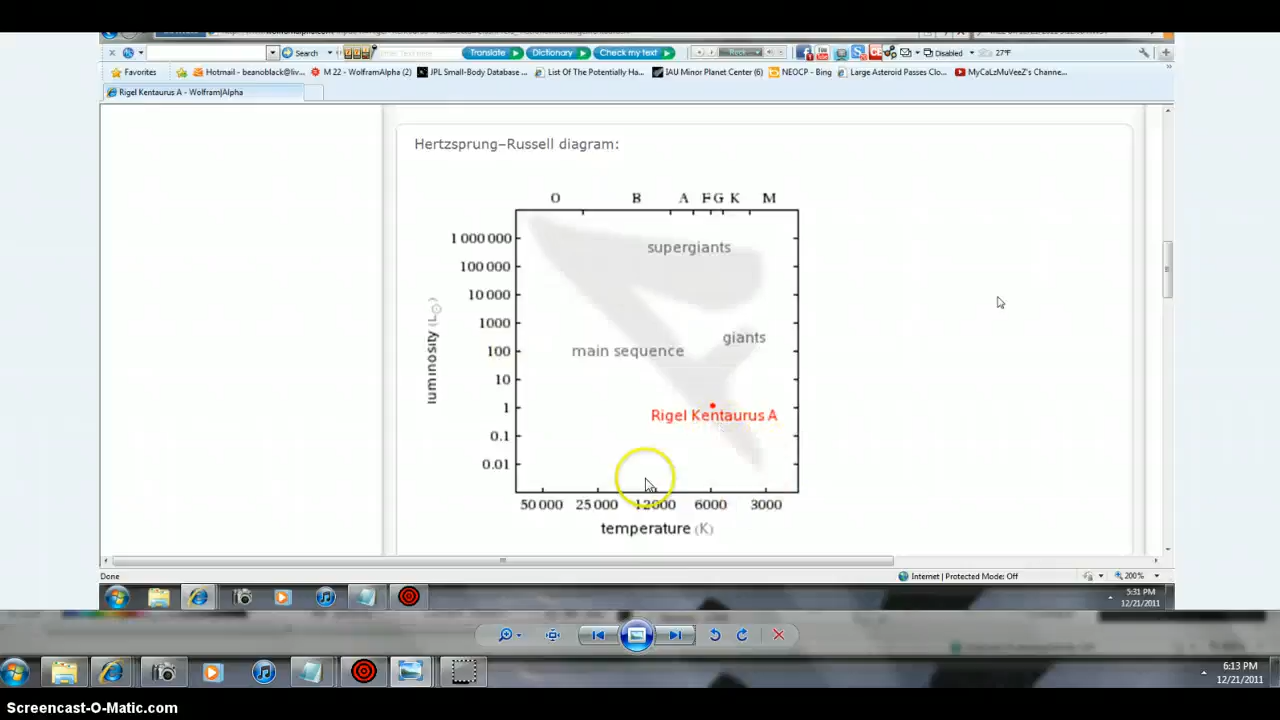 Search
Enter Text Here
Translate
Dictionary
Check my text
Rock
Disabled
27°F
Favorites
Hotmail - beanoblack@liv...
M 22 - WolframAlpha (2)
JPL Small-Body Database ...
List Of The Potentially Ha...
IAU Minor Planet Center (6)
NEOCP - Bing
Large Asteroid Passes Clo...
MyCaLzMuVeeZ's Channe...
Rigel Kentaurus A - Wolfram|Alpha
Hertzsprung–Russell diagram:
O B A F G K M
1 000 000
supergiants
100 000
10 000
1000
giants
100
main sequence
10
1
Rigel Kentaurus A
0.1
0.01
luminosity (L☉)
50 000 25 000 12 000 6000 3000
temperature (K)
Done
Internet | Protected Mode: Off
200%
5:31 PM
12/21/2011
6:13 PM
12/21/2011
Screencast-O-Matic.com